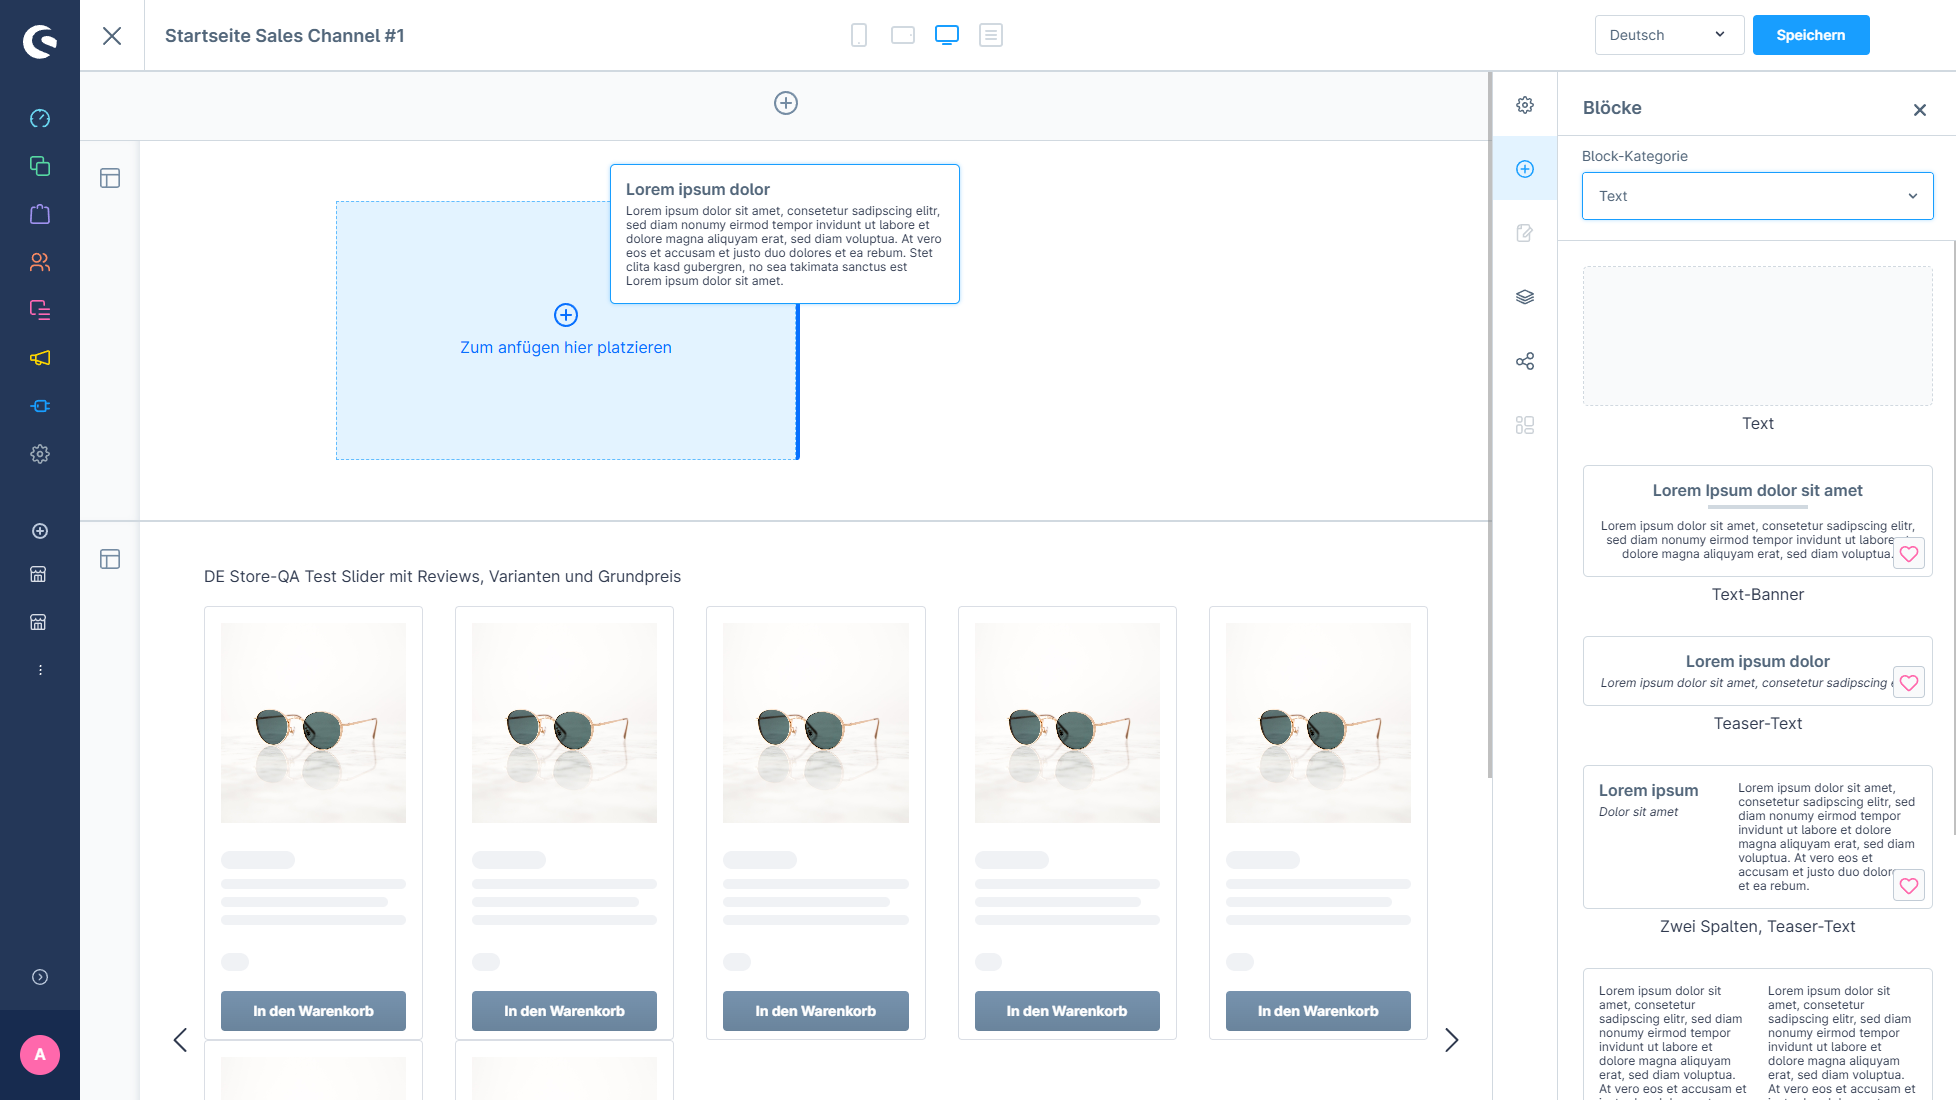 Startseite Sales Channel #1
Deutsch
Speichern
Lorem ipsum dolor
Lorem ipsum dolor sit amet, consetetur sadipscing elitr,
sed diam nonumy eirmod tempor invidunt ut labore et
dolore magna aliquyam erat, sed diam voluptua. At vero
eos et accusam et justo duo dolores et ea rebum. Stet
clita kasd gubergren, no sea takimata sanctus est
Lorem ipsum dolor sit amet.
Zum anfügen hier platzieren
DE Store-QA Test Slider mit Reviews, Varianten und Grundpreis
In den Warenkorb
In den Warenkorb
In den Warenkorb
In den Warenkorb
In den Warenkorb
A
Blöcke
Block-Kategorie
Text
Text
Lorem Ipsum dolor sit amet
Lorem ipsum dolor sit amet, consetetur sadipscing elitr,
sed diam nonumy eirmod tempor invidunt ut labore
dolore magna aliquyam erat, sed diam voluptua.
Text-Banner
Lorem ipsum dolor
Lorem ipsum dolor sit amet, consetetur sadipscing
Teaser-Text
Lorem ipsum
Dolor sit amet
Lorem ipsum dolor sit amet,
consetetur sadipscing elitr, sed
diam nonumy eirmod tempor
invidunt ut labore et dolore
magna aliquyam erat, sed diam
voluptua. At vero eos et
accusam et justo duo dolor
et ea rebum.
Zwei Spalten, Teaser-Text
Lorem ipsum dolor sit
amet, consetetur
sadipscing elitr, sed diam
nonumy eirmod tempor
invidunt ut labore et
dolore magna aliquyam
erat, sed diam voluptua.
At vero eos et accusam et
Lorem ipsum dolor sit
amet, consetetur
sadipscing elitr, sed diam
nonumy eirmod tempor
invidunt ut labore et
dolore magna aliquyam
erat, sed diam voluptua.
At vero eos et accusam et